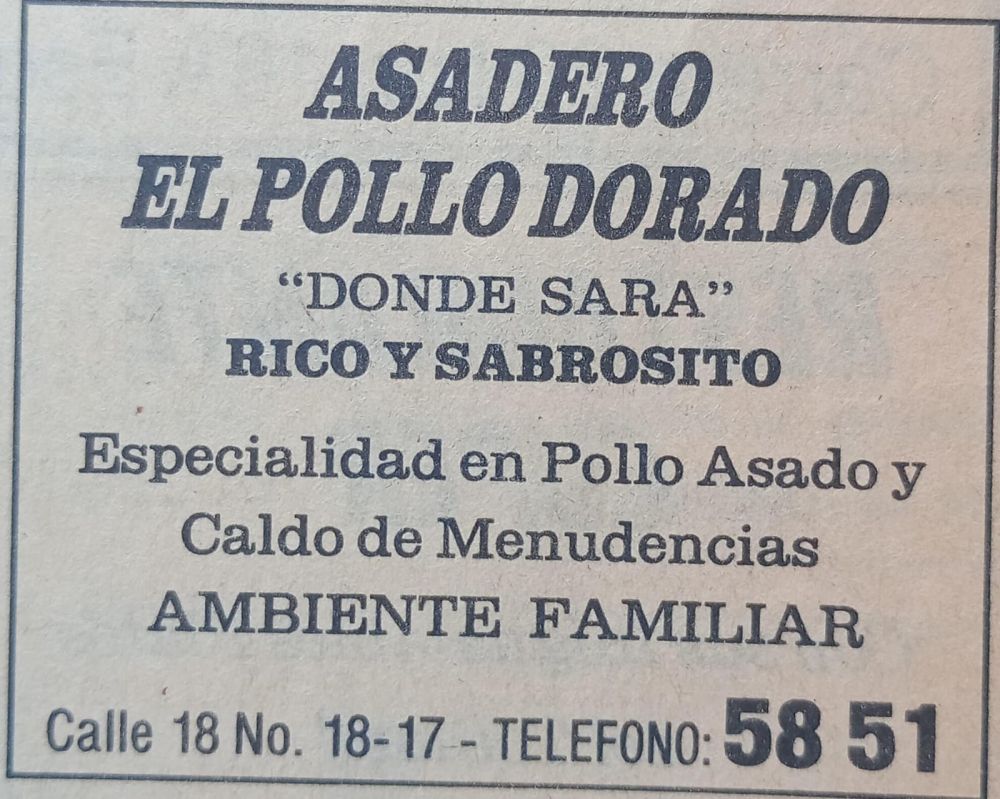 ASADERO
EL POLLO DORADO
“DONDE SARA”
RICO Y SABROSITO
Especialidad en Pollo Asado y
Caldo de Menudencias
AMBIENTE FAMILIAR
Calle 18 No. 18-17 - TELEFONO: 58 51